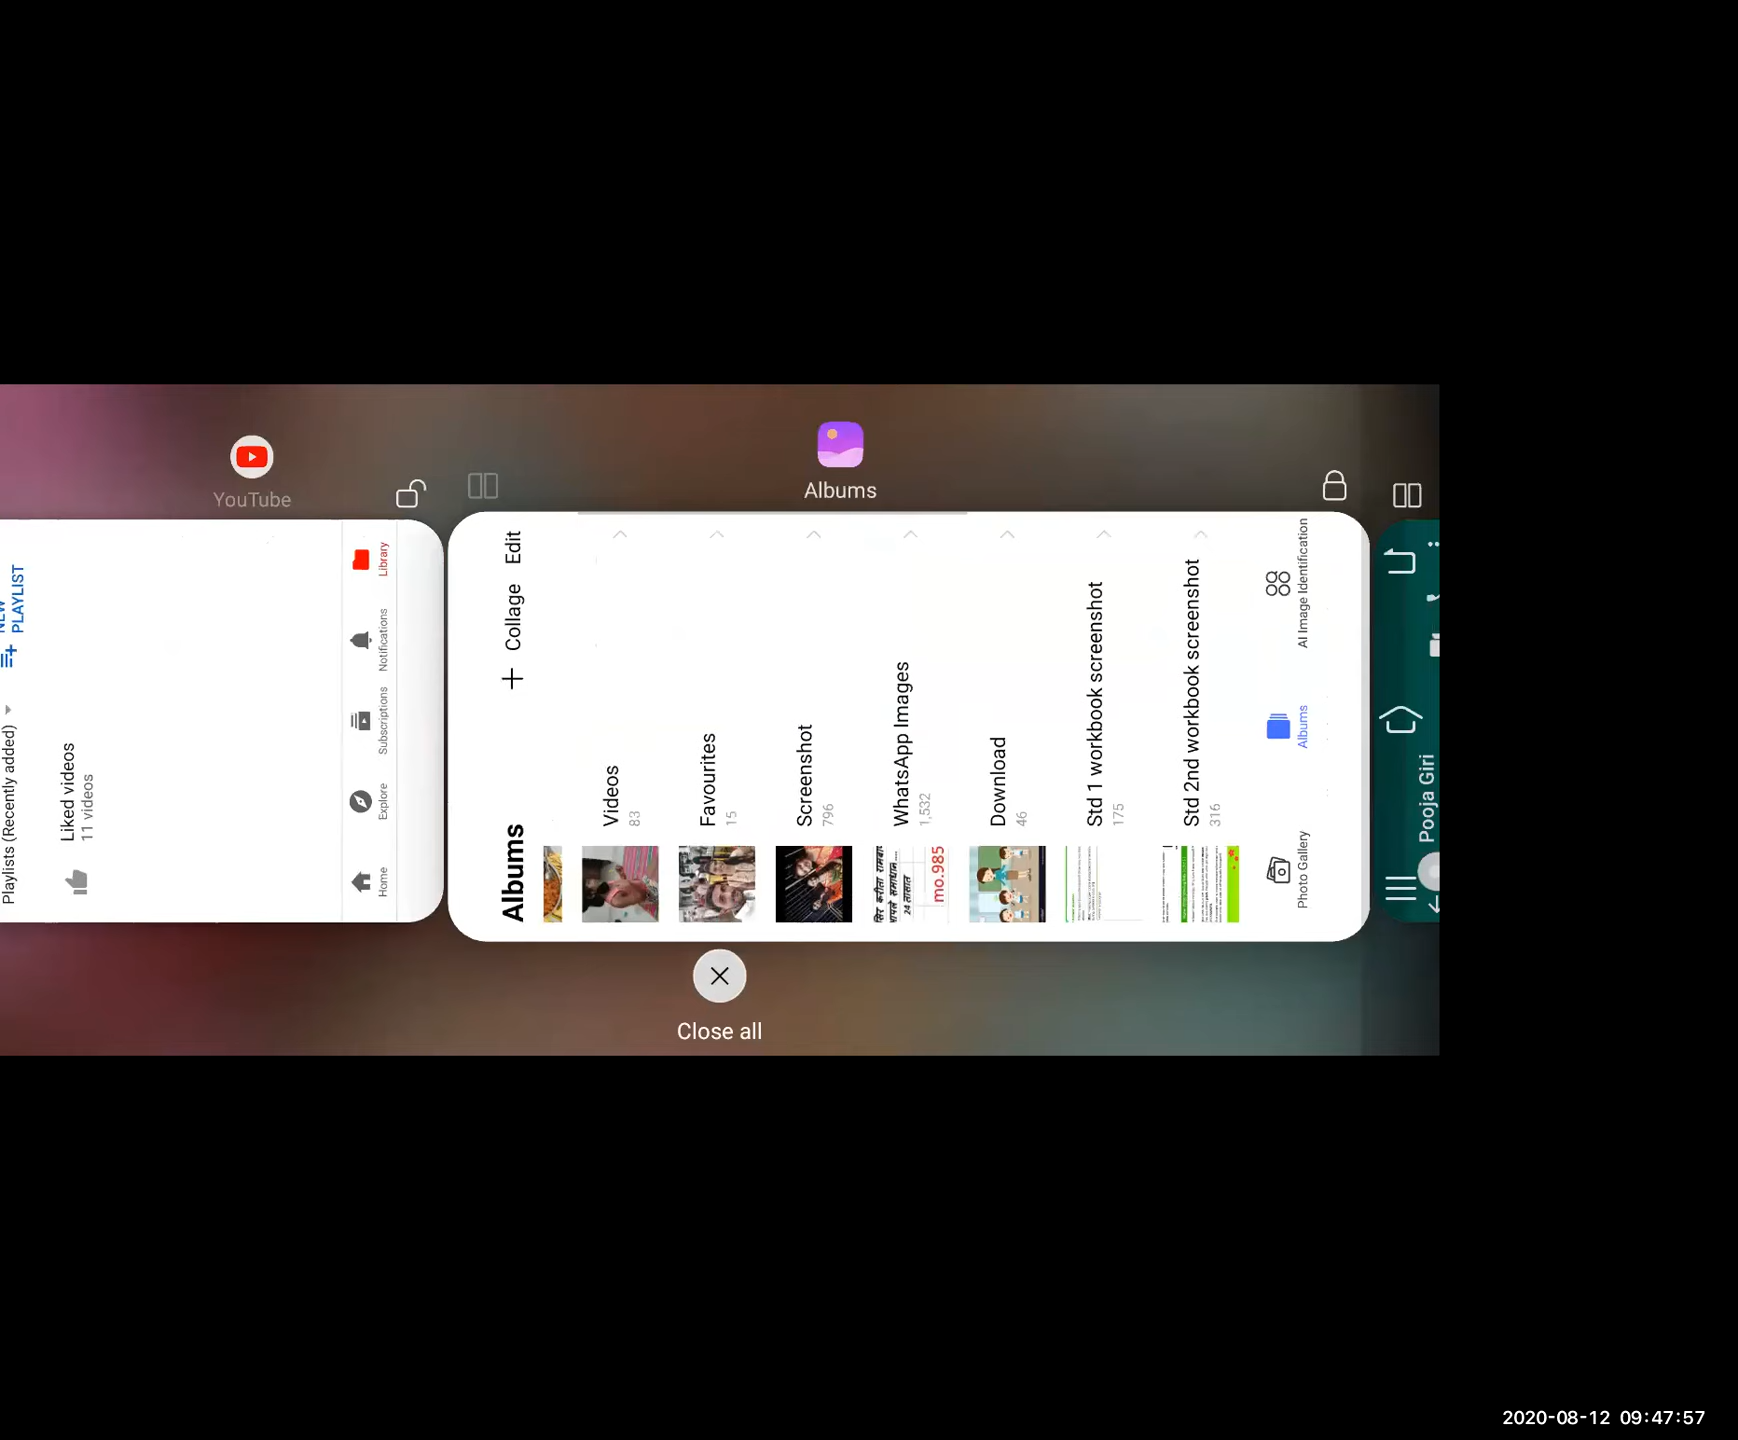 YouTube
Albums
NEW PLAYLIST
Playlists (Recently added)
Liked videos
11 videos
Home
Explore
Subscriptions
Notifications
Library
Albums
Collage
Edit
Videos
83
Favourites
15
Screenshot
796
WhatsApp Images
1,532
24 तासात
mo.985
Download
46
Std 1 workbook screenshot
175
Std 2nd workbook screenshot
316
Photo Gallery
Albums
AI Image Identification
Pooja Giri
Close all
2020-08-12 09:47:57